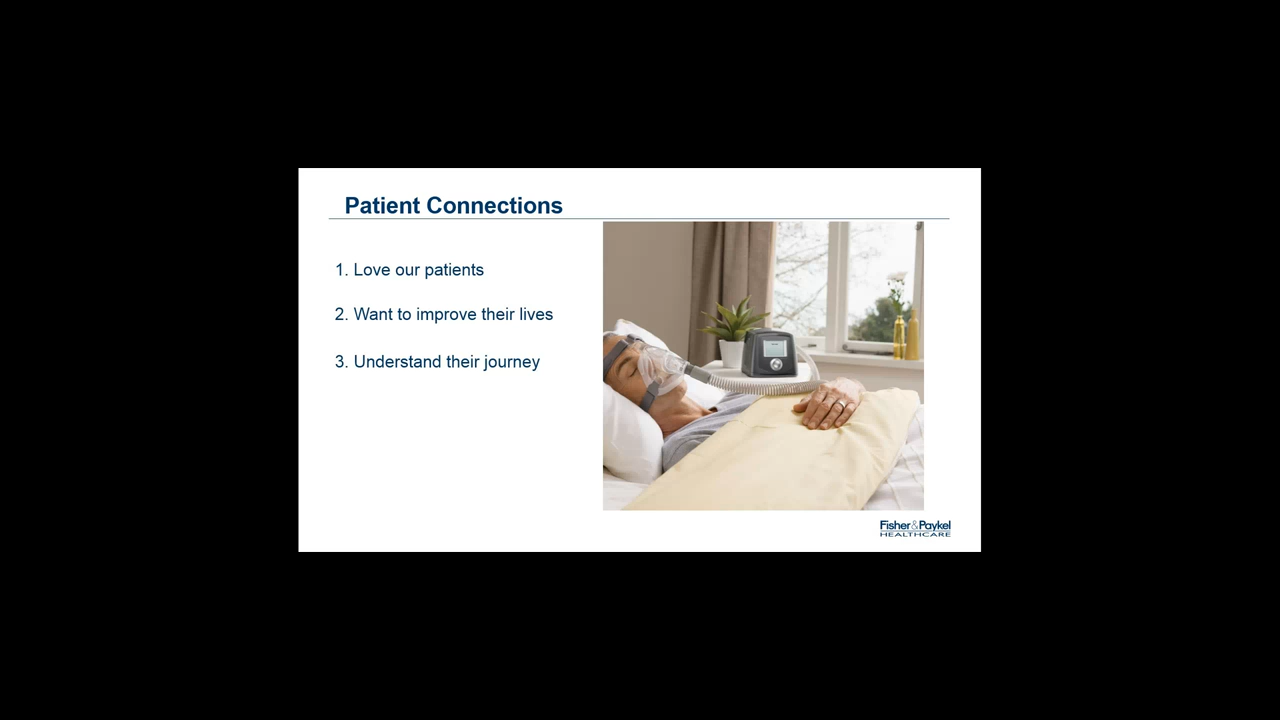 Patient Connections
1. Love our patients
2. Want to improve their lives
3. Understand their journey
Fisher&Paykel
HEALTHCARE